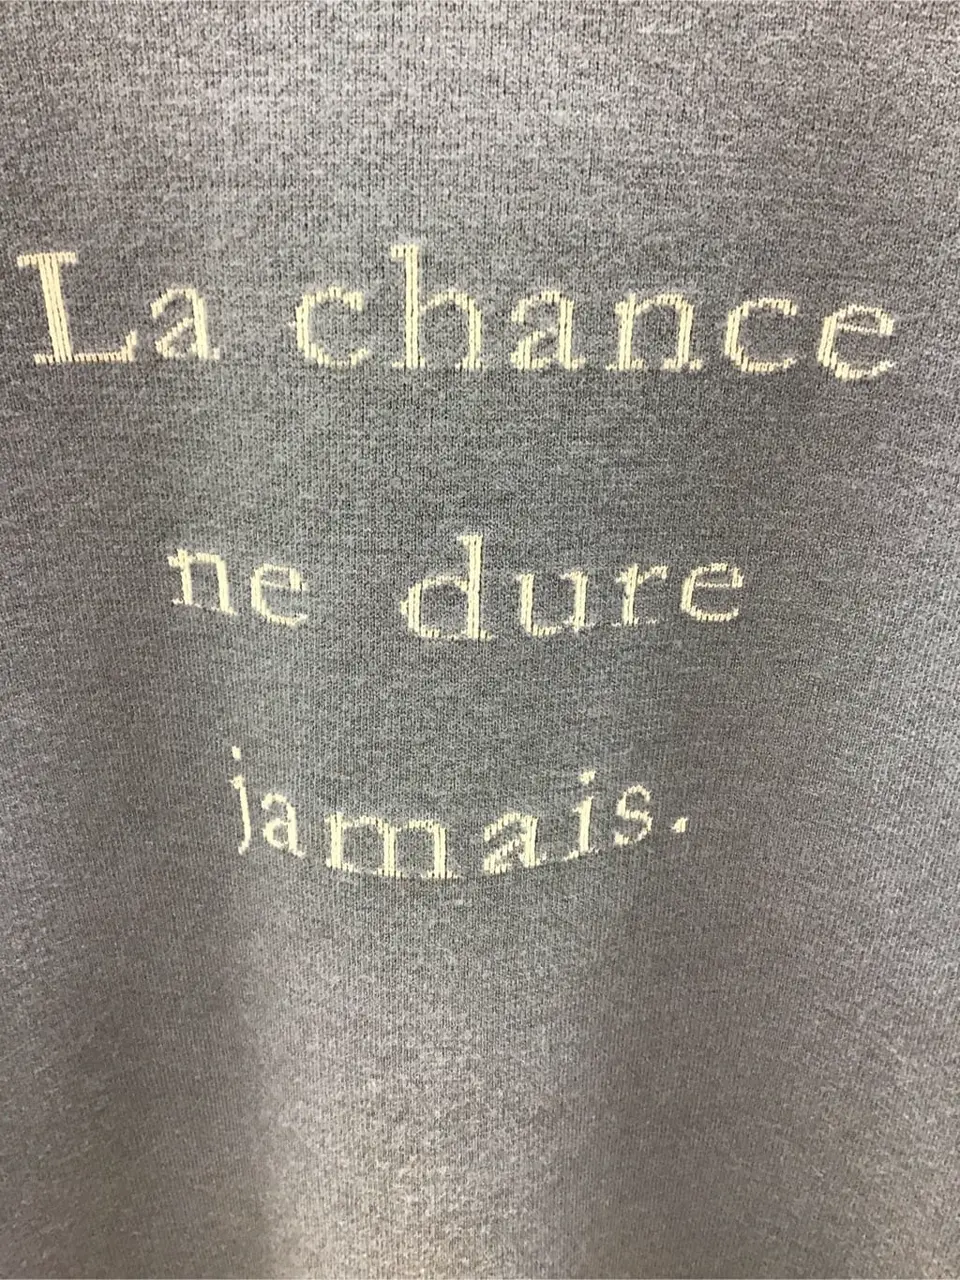 La chance
ne dure
jamais.